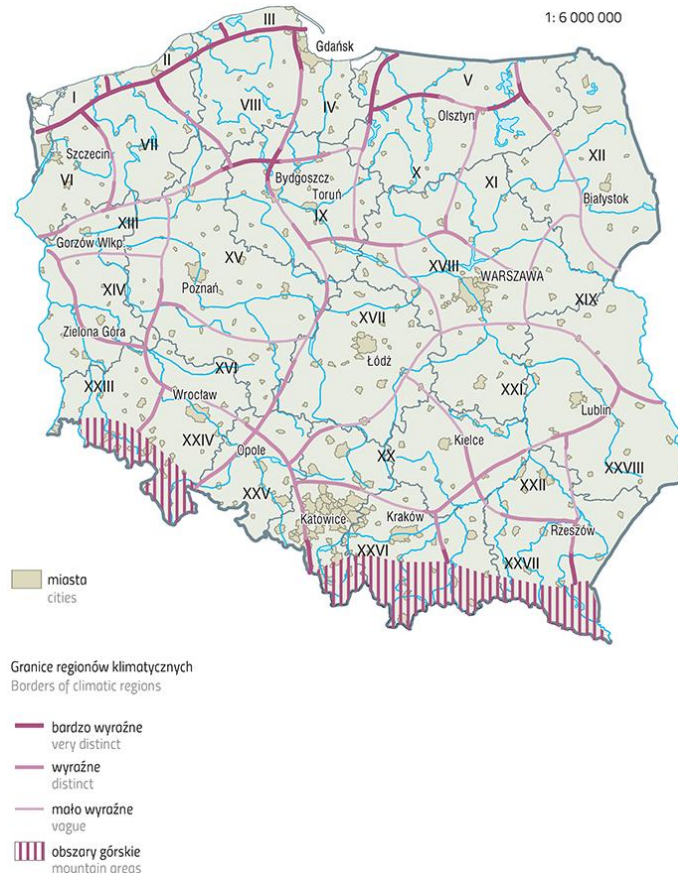 1: 6 000 000
III
Gdańsk
II
I
V
VIII
IV
Olsztyn
VII
Szczecin
VI
X
XII
Bydgoszcz
XI
Toruń
Białystok
IX
XIII
Gorzów Wlkp.
XV
XVIII
WARSZAWA
Poznań
XIV
XIX
XVII
Zielona Góra
Łódź
XVI
XXIII
XXI
Wrocław
Lublin
XXIV
Kielce
Opole
XX
XXVIII
XXII
XXV
Katowice
Kraków
Rzeszów
XXVI
XXVII
miasta
cities
Granice regionów klimatycznych
Borders of climatic regions
bardzo wyraźne
very distinct
wyraźne
distinct
mało wyraźne
vague
obszary górskie
mountain areas